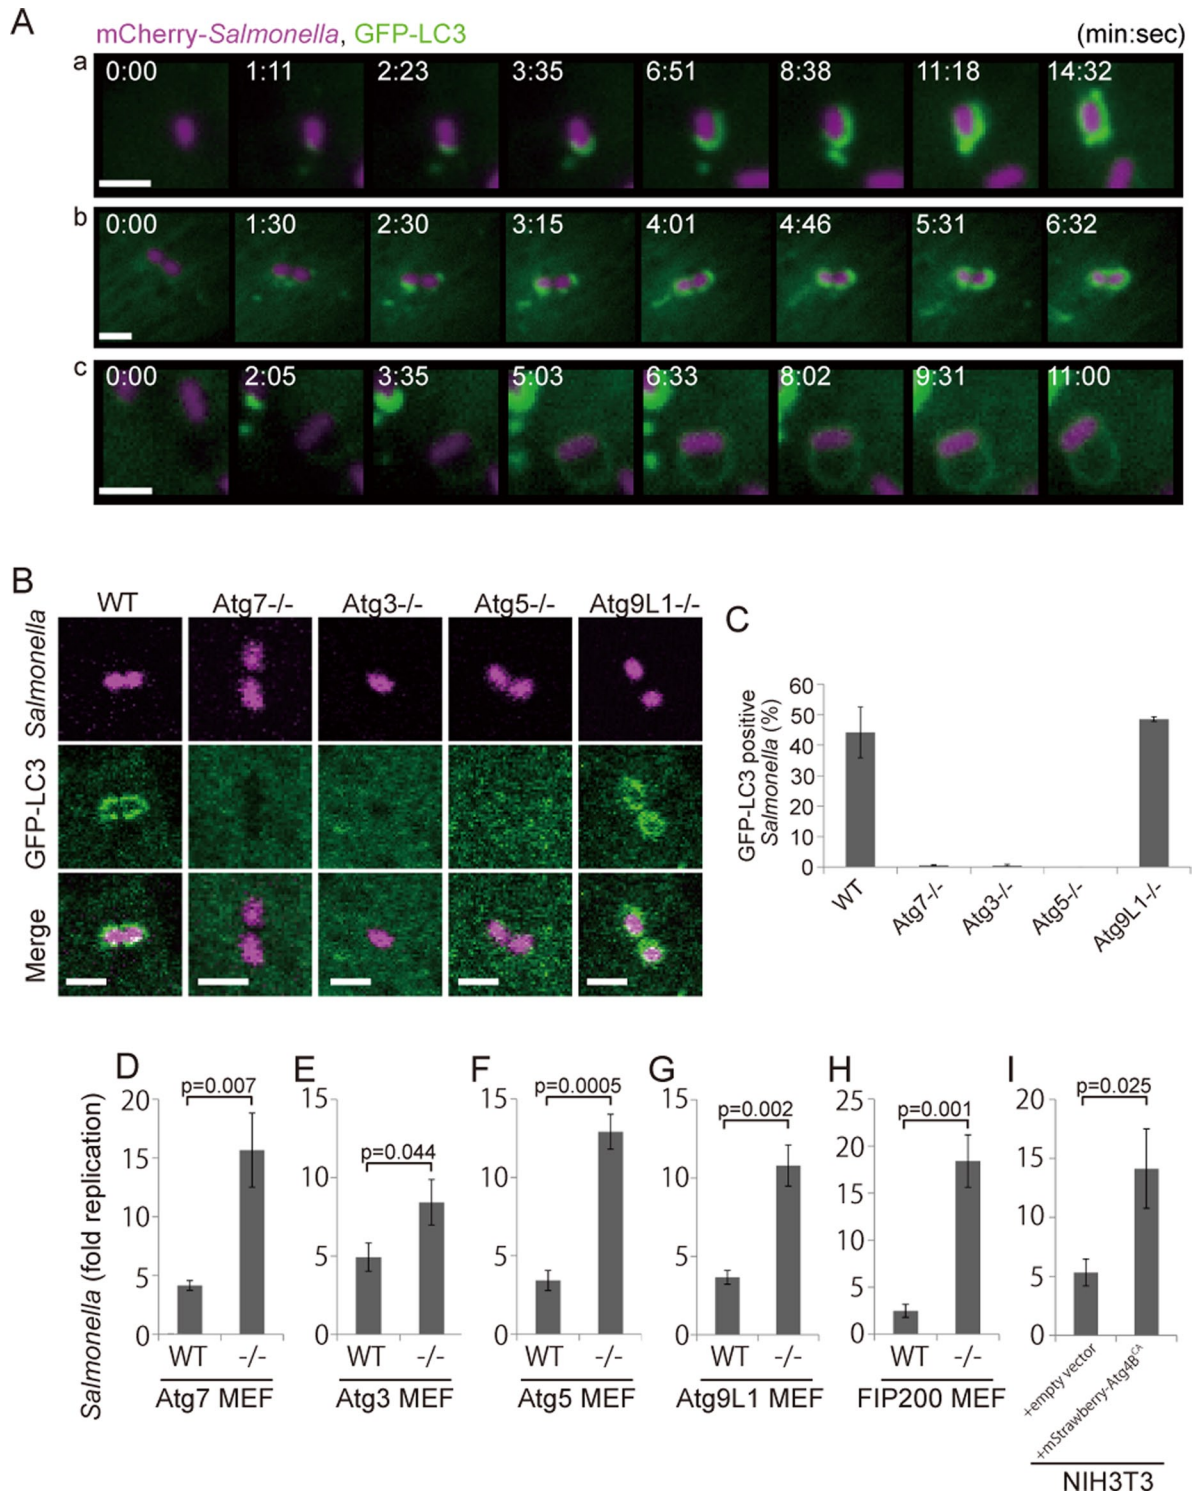 A
mCherry-Salmonella, GFP-LC3 (min:sec)
a
0:00 1:11 2:23 3:35 6:51 8:38 11:18 14:32
b
0:00 1:30 2:30 3:15 4:01 4:46 5:31 6:32
c
0:00 2:05 3:35 5:03 6:33 8:02 9:31 11:00
B
WT Atg7-/- Atg3-/- Atg5-/- Atg9L1-/-
Salmonella
GFP-LC3
Merge
C
GFP-LC3 positive
Salmonella (%)
60
50
40
30
20
10
0
WT Atg7-/- Atg3-/- Atg5-/- Atg9L1-/-
Salmonella (fold replication)
D
p=0.007
20
15
10
5
0
WT -/-
Atg7 MEF
E
p=0.044
15
10
5
0
WT -/-
Atg3 MEF
F
p=0.0005
15
10
5
0
WT -/-
Atg5 MEF
G
p=0.002
15
10
5
0
WT -/-
Atg9L1 MEF
H
p=0.001
25
20
15
10
5
0
WT -/-
FIP200 MEF
I
p=0.025
20
15
10
5
0
+empty vector
+mStrawberry-Atg4B^CA
NIH3T3